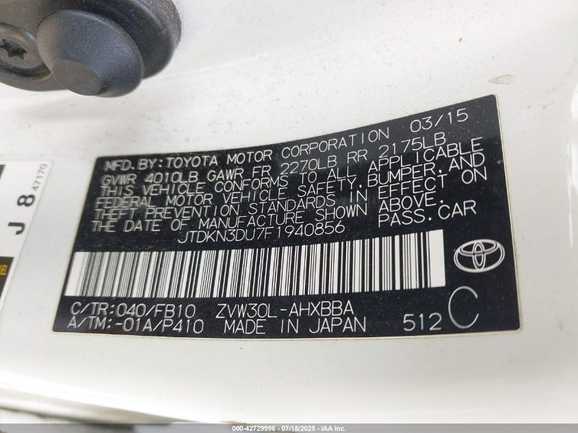 MFD. BY: TOYOTA MOTOR CORPORATION 03/15
GVWR 4010LB GAWR FR 2270LB RR 2175LB
THIS VEHICLE CONFORMS TO ALL APPLICABLE
FEDERAL MOTOR VEHICLE SAFETY, BUMPER, AND
THEFT PREVENTION STANDARDS IN EFFECT ON
THE DATE OF MANUFACTURE SHOWN ABOVE.
JTDKN3DU7F1940856 PASS. CAR
C/TR: 040/FB10 ZVW30L-AHXBBA
A/TM: -01A/P410 MADE IN JAPAN 512 C
TOYOTA
J 8 47170
000-42729996 - 07/18/2025 - IAA Inc.